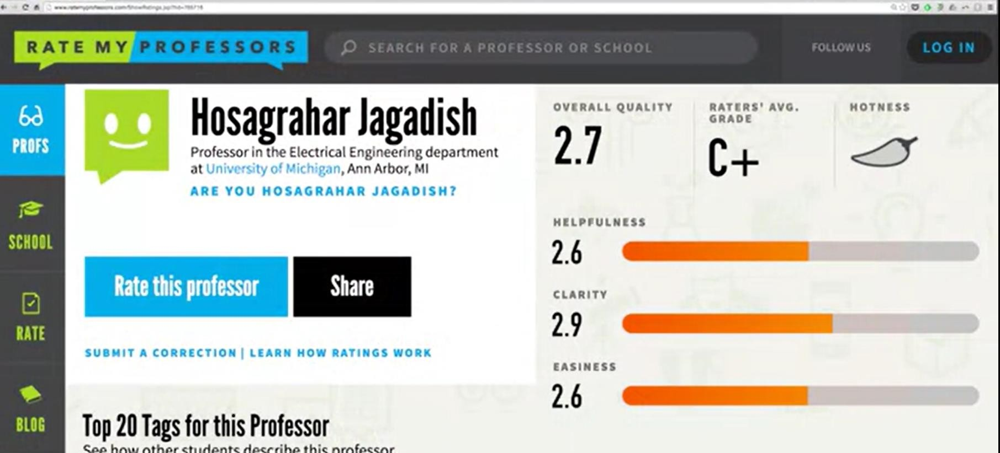 RATE MY PROFESSORS
SEARCH FOR A PROFESSOR OR SCHOOL
FOLLOW US
LOG IN
PROFS
SCHOOL
RATE
BLOG
Hosagrahar Jagadish
Professor in the Electrical Engineering department
at University of Michigan, Ann Arbor, MI
ARE YOU HOSAGRAHAR JAGADISH?
Rate this professor
Share
SUBMIT A CORRECTION | LEARN HOW RATINGS WORK
Top 20 Tags for this Professor
See how other students describe this professor
OVERALL QUALITY
2.7
RATERS' AVG.
GRADE
C+
HOTNESS
HELPFULNESS
2.6
CLARITY
2.9
EASINESS
2.6